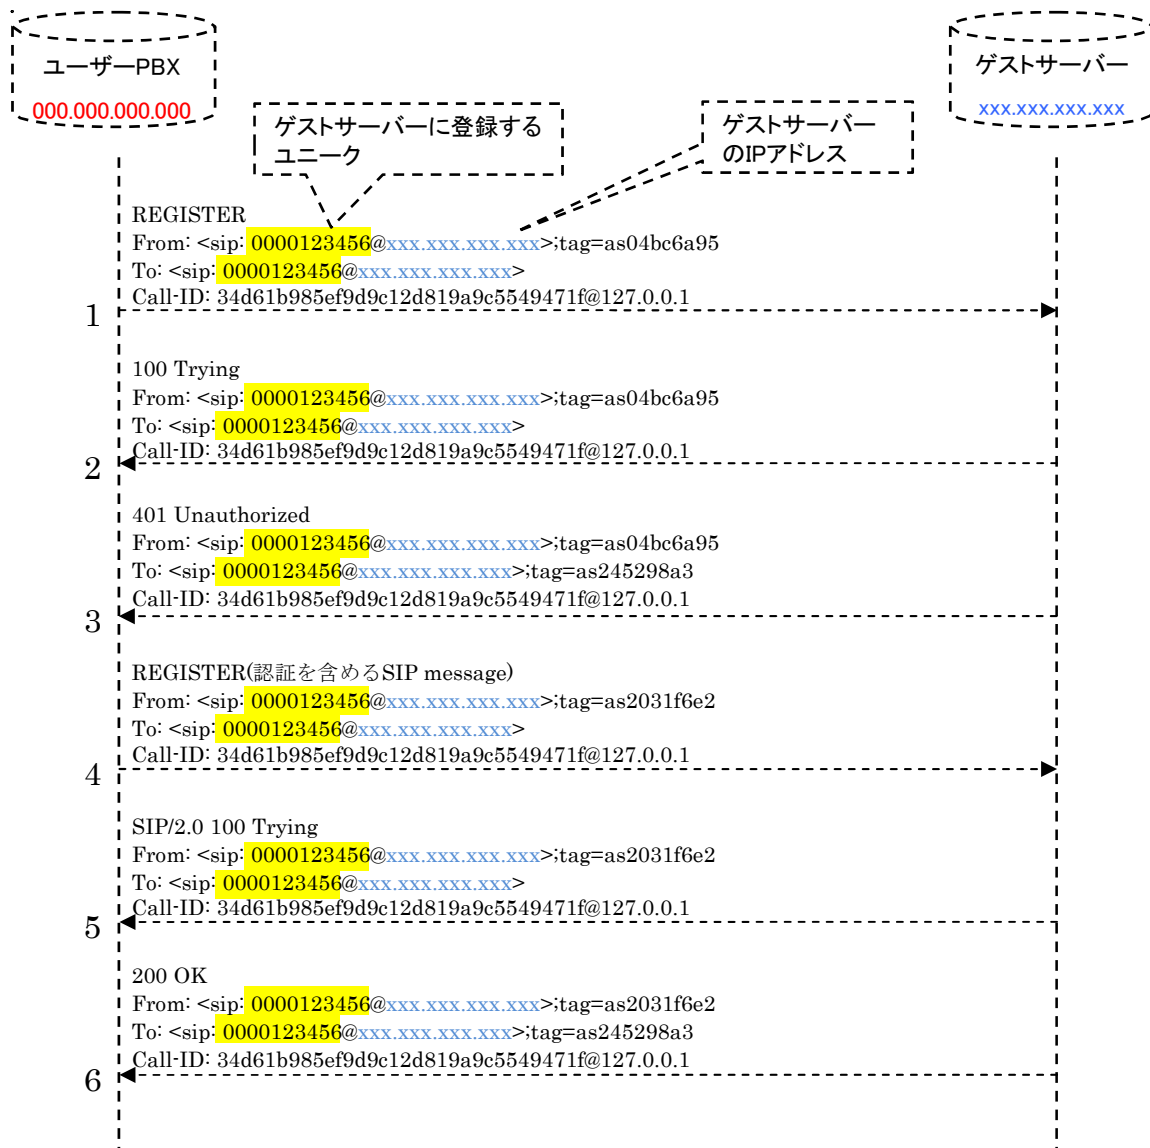 ユーザーPBX
000.000.000.000
ゲストサーバー
xxx.xxx.xxx.xxx
ゲストサーバーに登録する
ユニーク
ゲストサーバー
のIPアドレス
REGISTER
From: <sip: 0000123456@xxx.xxx.xxx.xxx>;tag=as04bc6a95
To: <sip: 0000123456@xxx.xxx.xxx.xxx>
Call-ID: 34d61b985ef9d9c12d819a9c5549471f@127.0.0.1
1
100 Trying
From: <sip: 0000123456@xxx.xxx.xxx.xxx>;tag=as04bc6a95
To: <sip: 0000123456@xxx.xxx.xxx.xxx>
Call-ID: 34d61b985ef9d9c12d819a9c5549471f@127.0.0.1
2
401 Unauthorized
From: <sip: 0000123456@xxx.xxx.xxx.xxx>;tag=as04bc6a95
To: <sip: 0000123456@xxx.xxx.xxx.xxx>;tag=as245298a3
Call-ID: 34d61b985ef9d9c12d819a9c5549471f@127.0.0.1
3
REGISTER(認証を含めるSIP message)
From: <sip: 0000123456@xxx.xxx.xxx.xxx>;tag=as2031f6e2
To: <sip: 0000123456@xxx.xxx.xxx.xxx>
Call-ID: 34d61b985ef9d9c12d819a9c5549471f@127.0.0.1
4
SIP/2.0 100 Trying
From: <sip: 0000123456@xxx.xxx.xxx.xxx>;tag=as2031f6e2
To: <sip: 0000123456@xxx.xxx.xxx.xxx>
Call-ID: 34d61b985ef9d9c12d819a9c5549471f@127.0.0.1
5
200 OK
From: <sip: 0000123456@xxx.xxx.xxx.xxx>;tag=as2031f6e2
To: <sip: 0000123456@xxx.xxx.xxx.xxx>;tag=as245298a3
Call-ID: 34d61b985ef9d9c12d819a9c5549471f@127.0.0.1
6